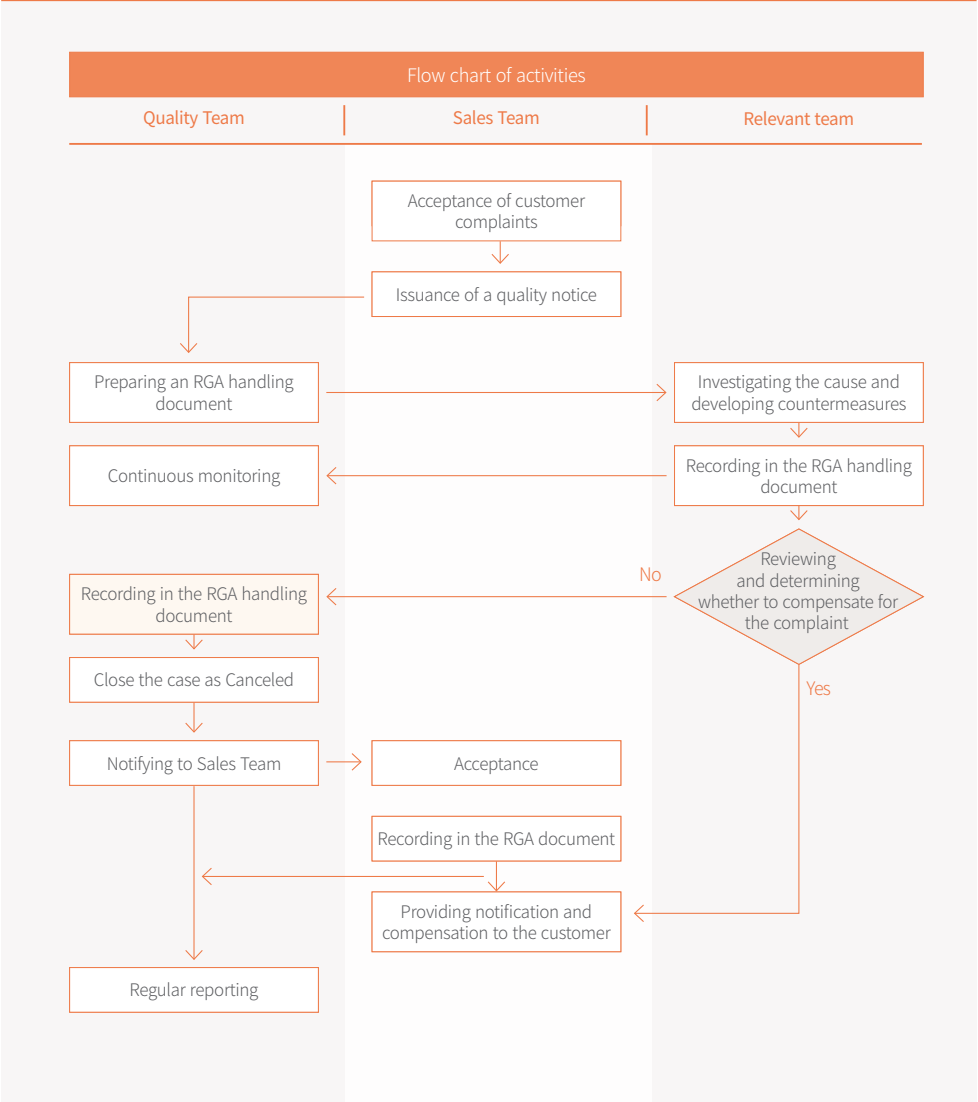 Flow chart of activities
Quality Team
Sales Team
Relevant team
Acceptance of customer
complaints
Issuance of a quality notice
Preparing an RGA handling
document
Investigating the cause and
developing countermeasures
Continuous monitoring
Recording in the RGA handling
document
Reviewing
and determining
whether to compensate for
the complaint
No
Yes
Recording in the RGA handling
document
Close the case as Canceled
Notifying to Sales Team
Acceptance
Recording in the RGA document
Providing notification and
compensation to the customer
Regular reporting